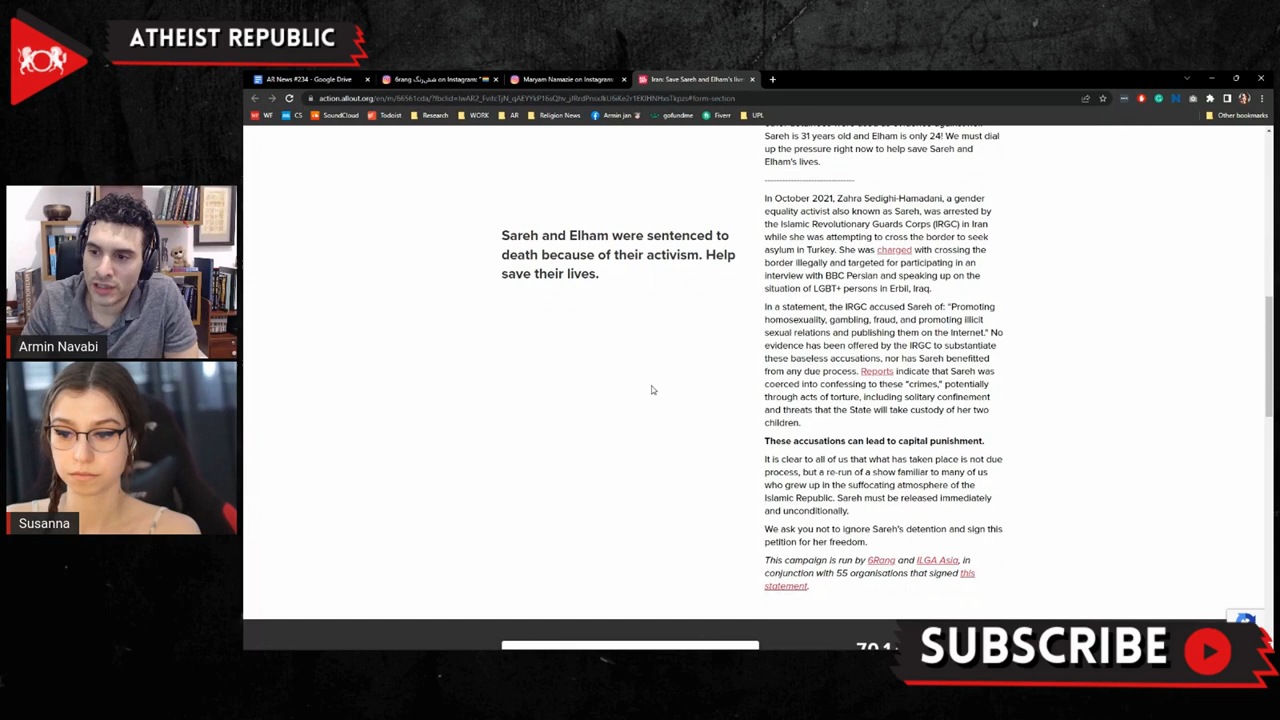 ATHEIST REPUBLIC
AR News #234 - Google Drive
6rang شش‌رنگ on Instagram: "
Maryam Namazie on Instagram:
Iran: Save Sareh and Elham's live
WF
CS
SoundCloud
Todoist
Research
WORK
AR
Religion News
Armin jan
gofundme
Fiverr
UPL
Other bookmarks
Sareh is 31 years old and Elham is only 24! We must dial
up the pressure right now to help save Sareh and
Elham's lives.
In October 2021, Zahra Sedighi-Hamadani, a gender
equality activist also known as Sareh, was arrested by
the Islamic Revolutionary Guards Corps (IRGC) in Iran
while she was attempting to cross the border to seek
asylum in Turkey. She was charged with crossing the
border illegally and targeted for participating in an
interview with BBC Persian and speaking up on the
situation of LGBT+ persons in Erbil, Iraq.
In a statement, the IRGC accused Sareh of: "Promoting
homosexuality, gambling, fraud, and promoting illicit
sexual relations and publishing them on the Internet." No
evidence has been offered by the IRGC to substantiate
these baseless accusations, nor has Sareh benefitted
from any due process. Reports indicate that Sareh was
coerced into confessing to these "crimes," potentially
through acts of torture, including solitary confinement
and threats that the State will take custody of her two
children.
These accusations can lead to capital punishment.
It is clear to all of us that what has taken place is not due
process, but a re-run of a show familiar to many of us
who grew up in the suffocating atmosphere of the
Islamic Republic. Sareh must be released immediately
and unconditionally.
We ask you not to ignore Sareh's detention and sign this
petition for her freedom.
This campaign is run by 6Rang and ILGA Asia, in
conjunction with 55 organisations that signed this
statement.
Sareh and Elham were sentenced to
death because of their activism. Help
save their lives.
Armin Navabi
Susanna
SUBSCRIBE